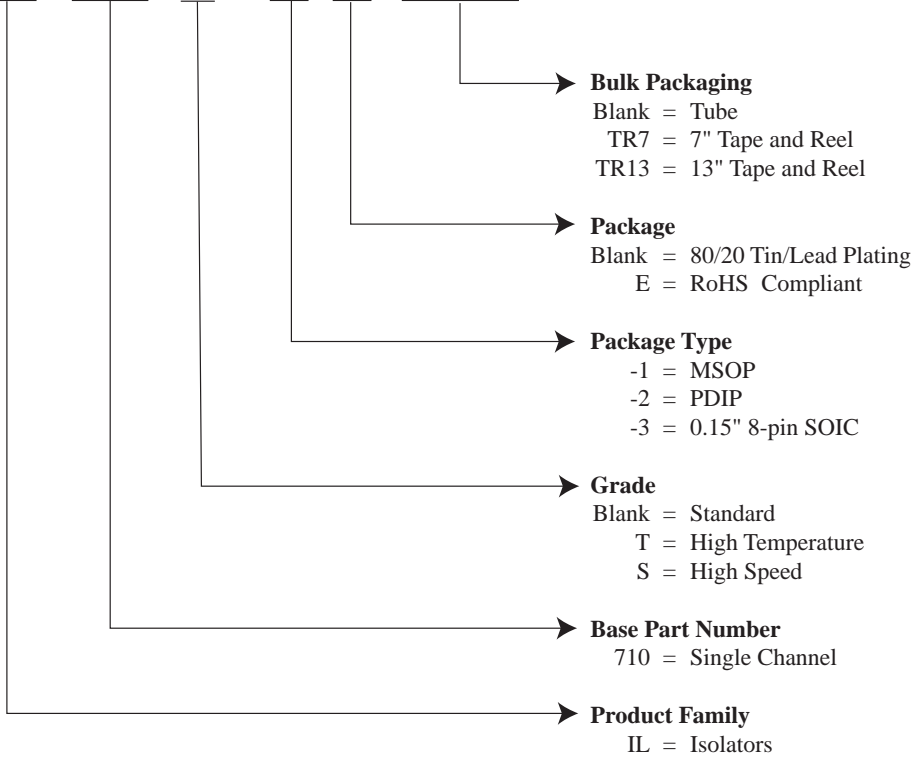 Bulk Packaging
Blank = Tube
TR7 = 7" Tape and Reel
TR13 = 13" Tape and Reel
Package
Blank = 80/20 Tin/Lead Plating
E = RoHS Compliant
Package Type
-1 = MSOP
-2 = PDIP
-3 = 0.15" 8-pin SOIC
Grade
Blank = Standard
T = High Temperature
S = High Speed
Base Part Number
710 = Single Channel
Product Family
IL = Isolators